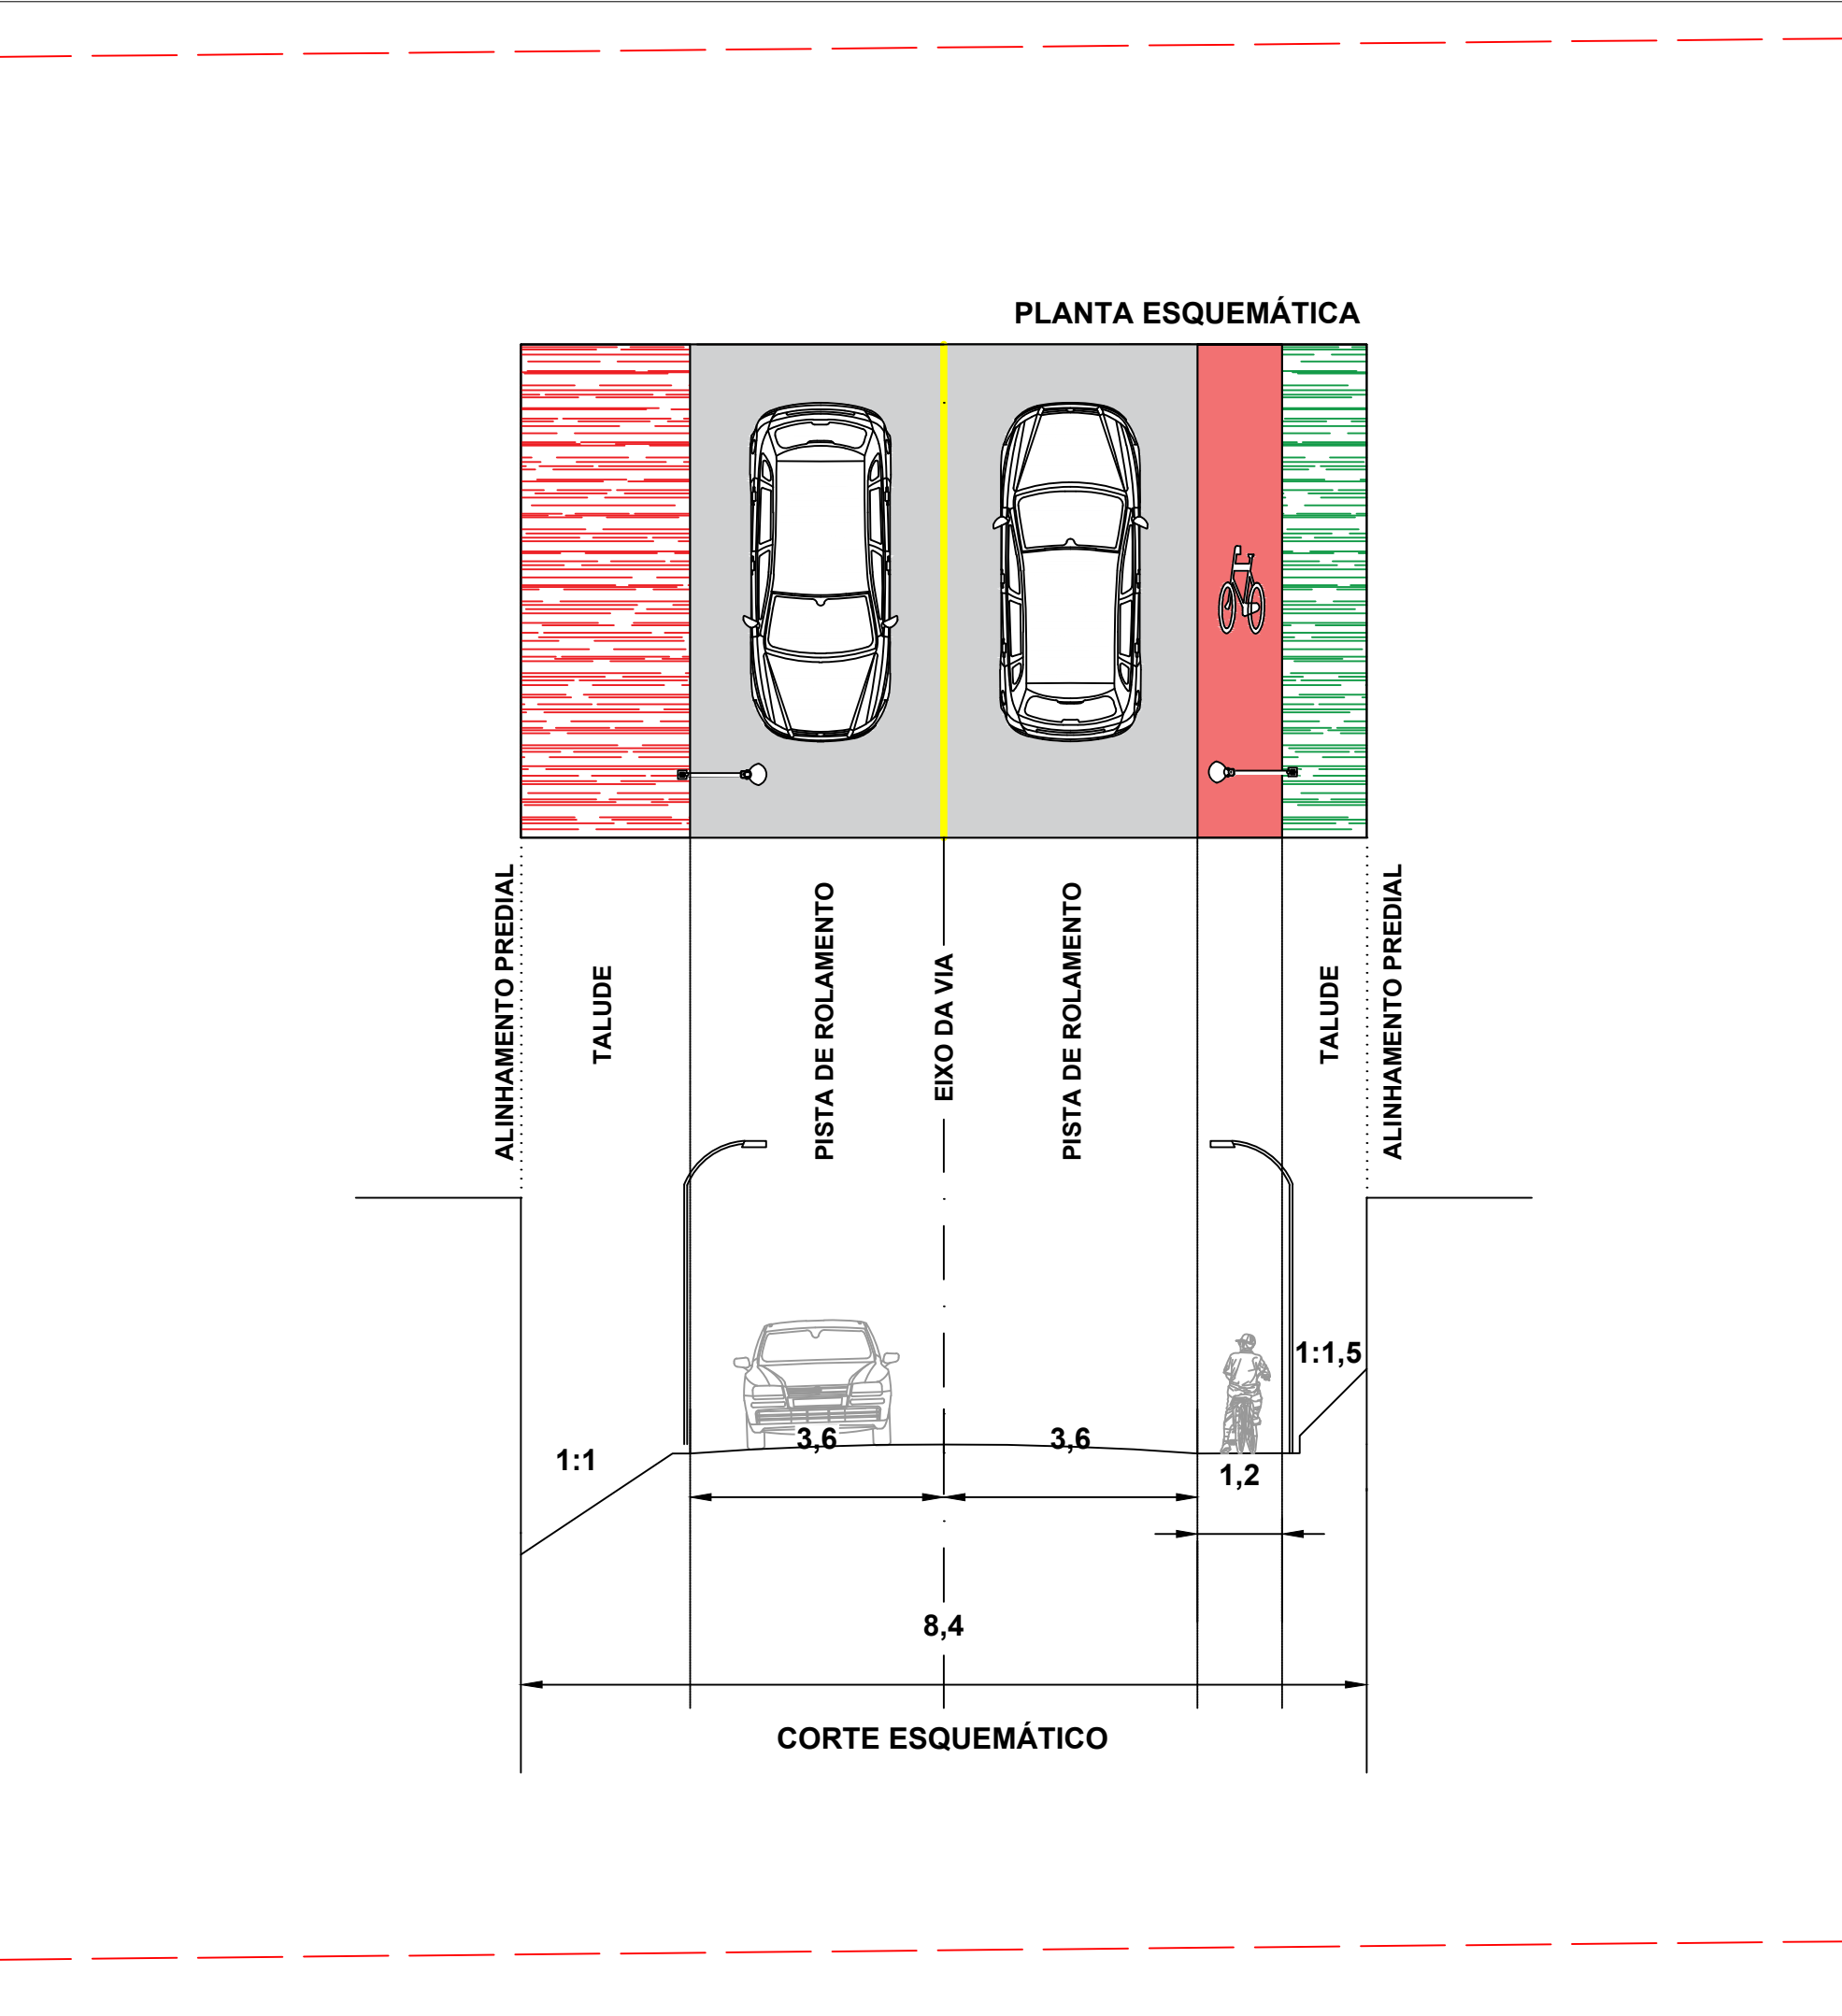 PLANTA ESQUEMÁTICA
ALINHAMENTO PREDIAL
TALUDE
PISTA DE ROLAMENTO
EIXO DA VIA
PISTA DE ROLAMENTO
TALUDE
ALINHAMENTO PREDIAL
1:1,5
3,6
3,6
1:1
1,2
8,4
CORTE ESQUEMÁTICO